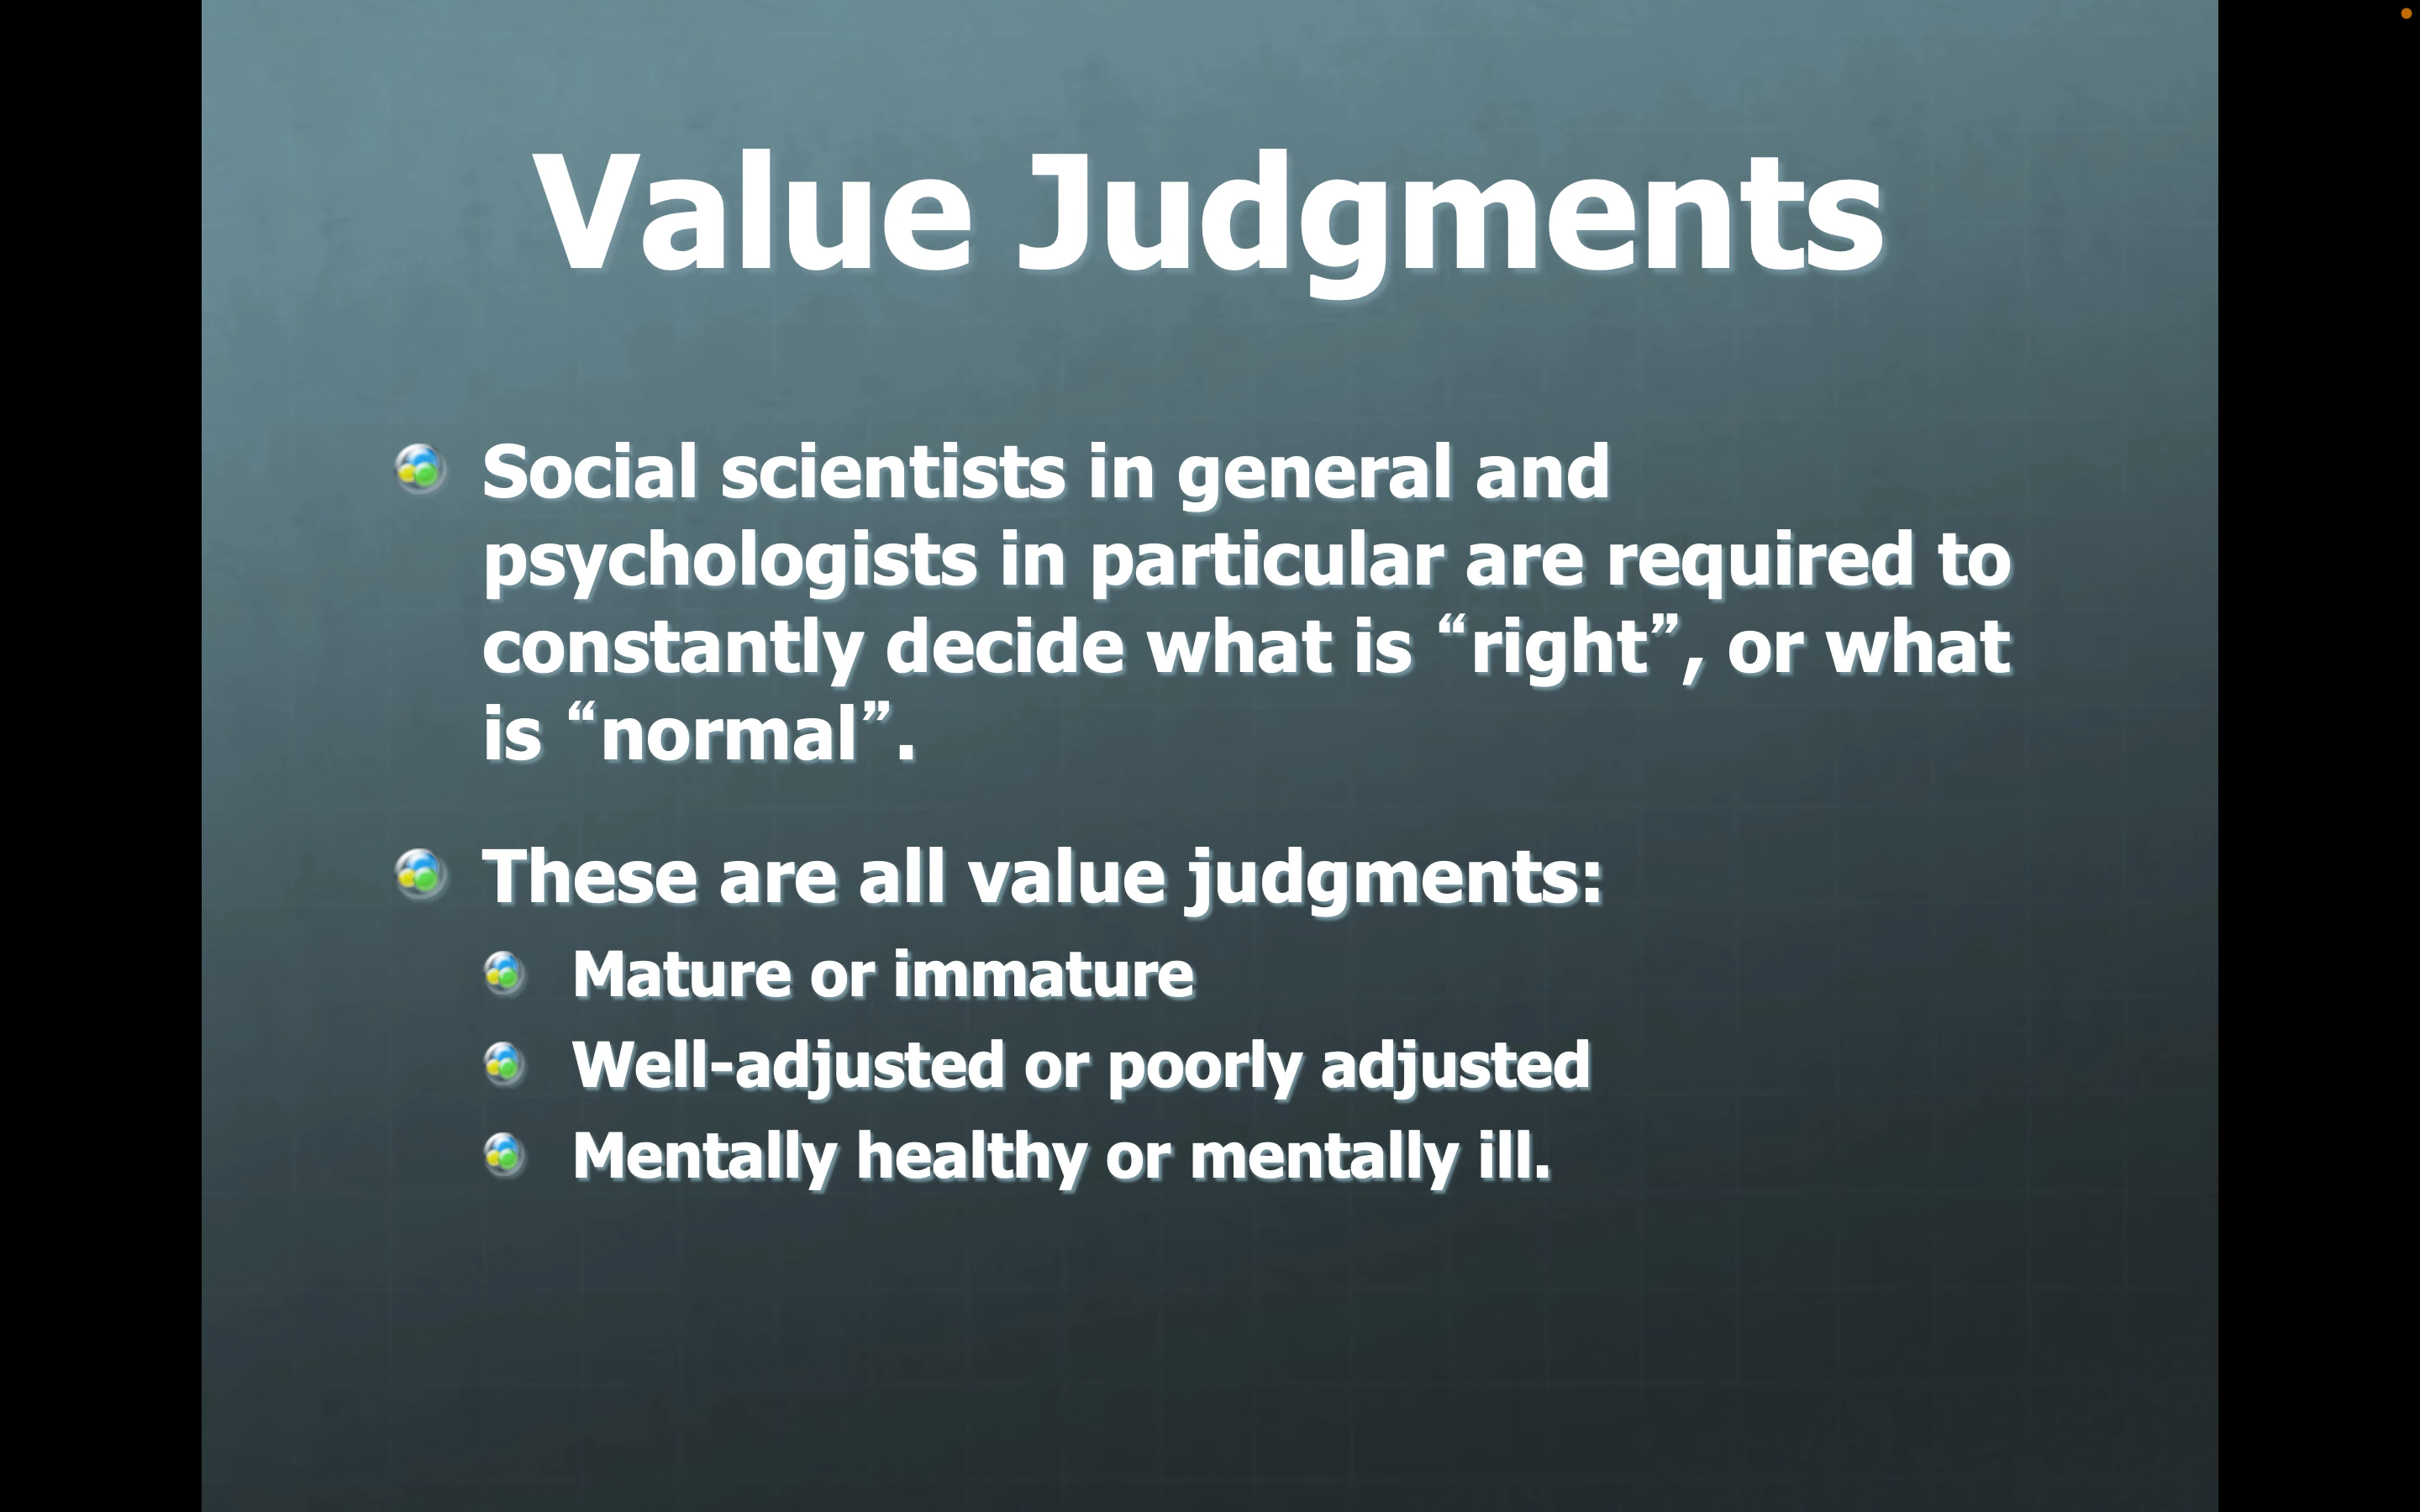 Value Judgments
Social scientists in general and
psychologists in particular are required to
constantly decide what is “right”, or what
is “normal”.
These are all value judgments:
Mature or immature
Well-adjusted or poorly adjusted
Mentally healthy or mentally ill.